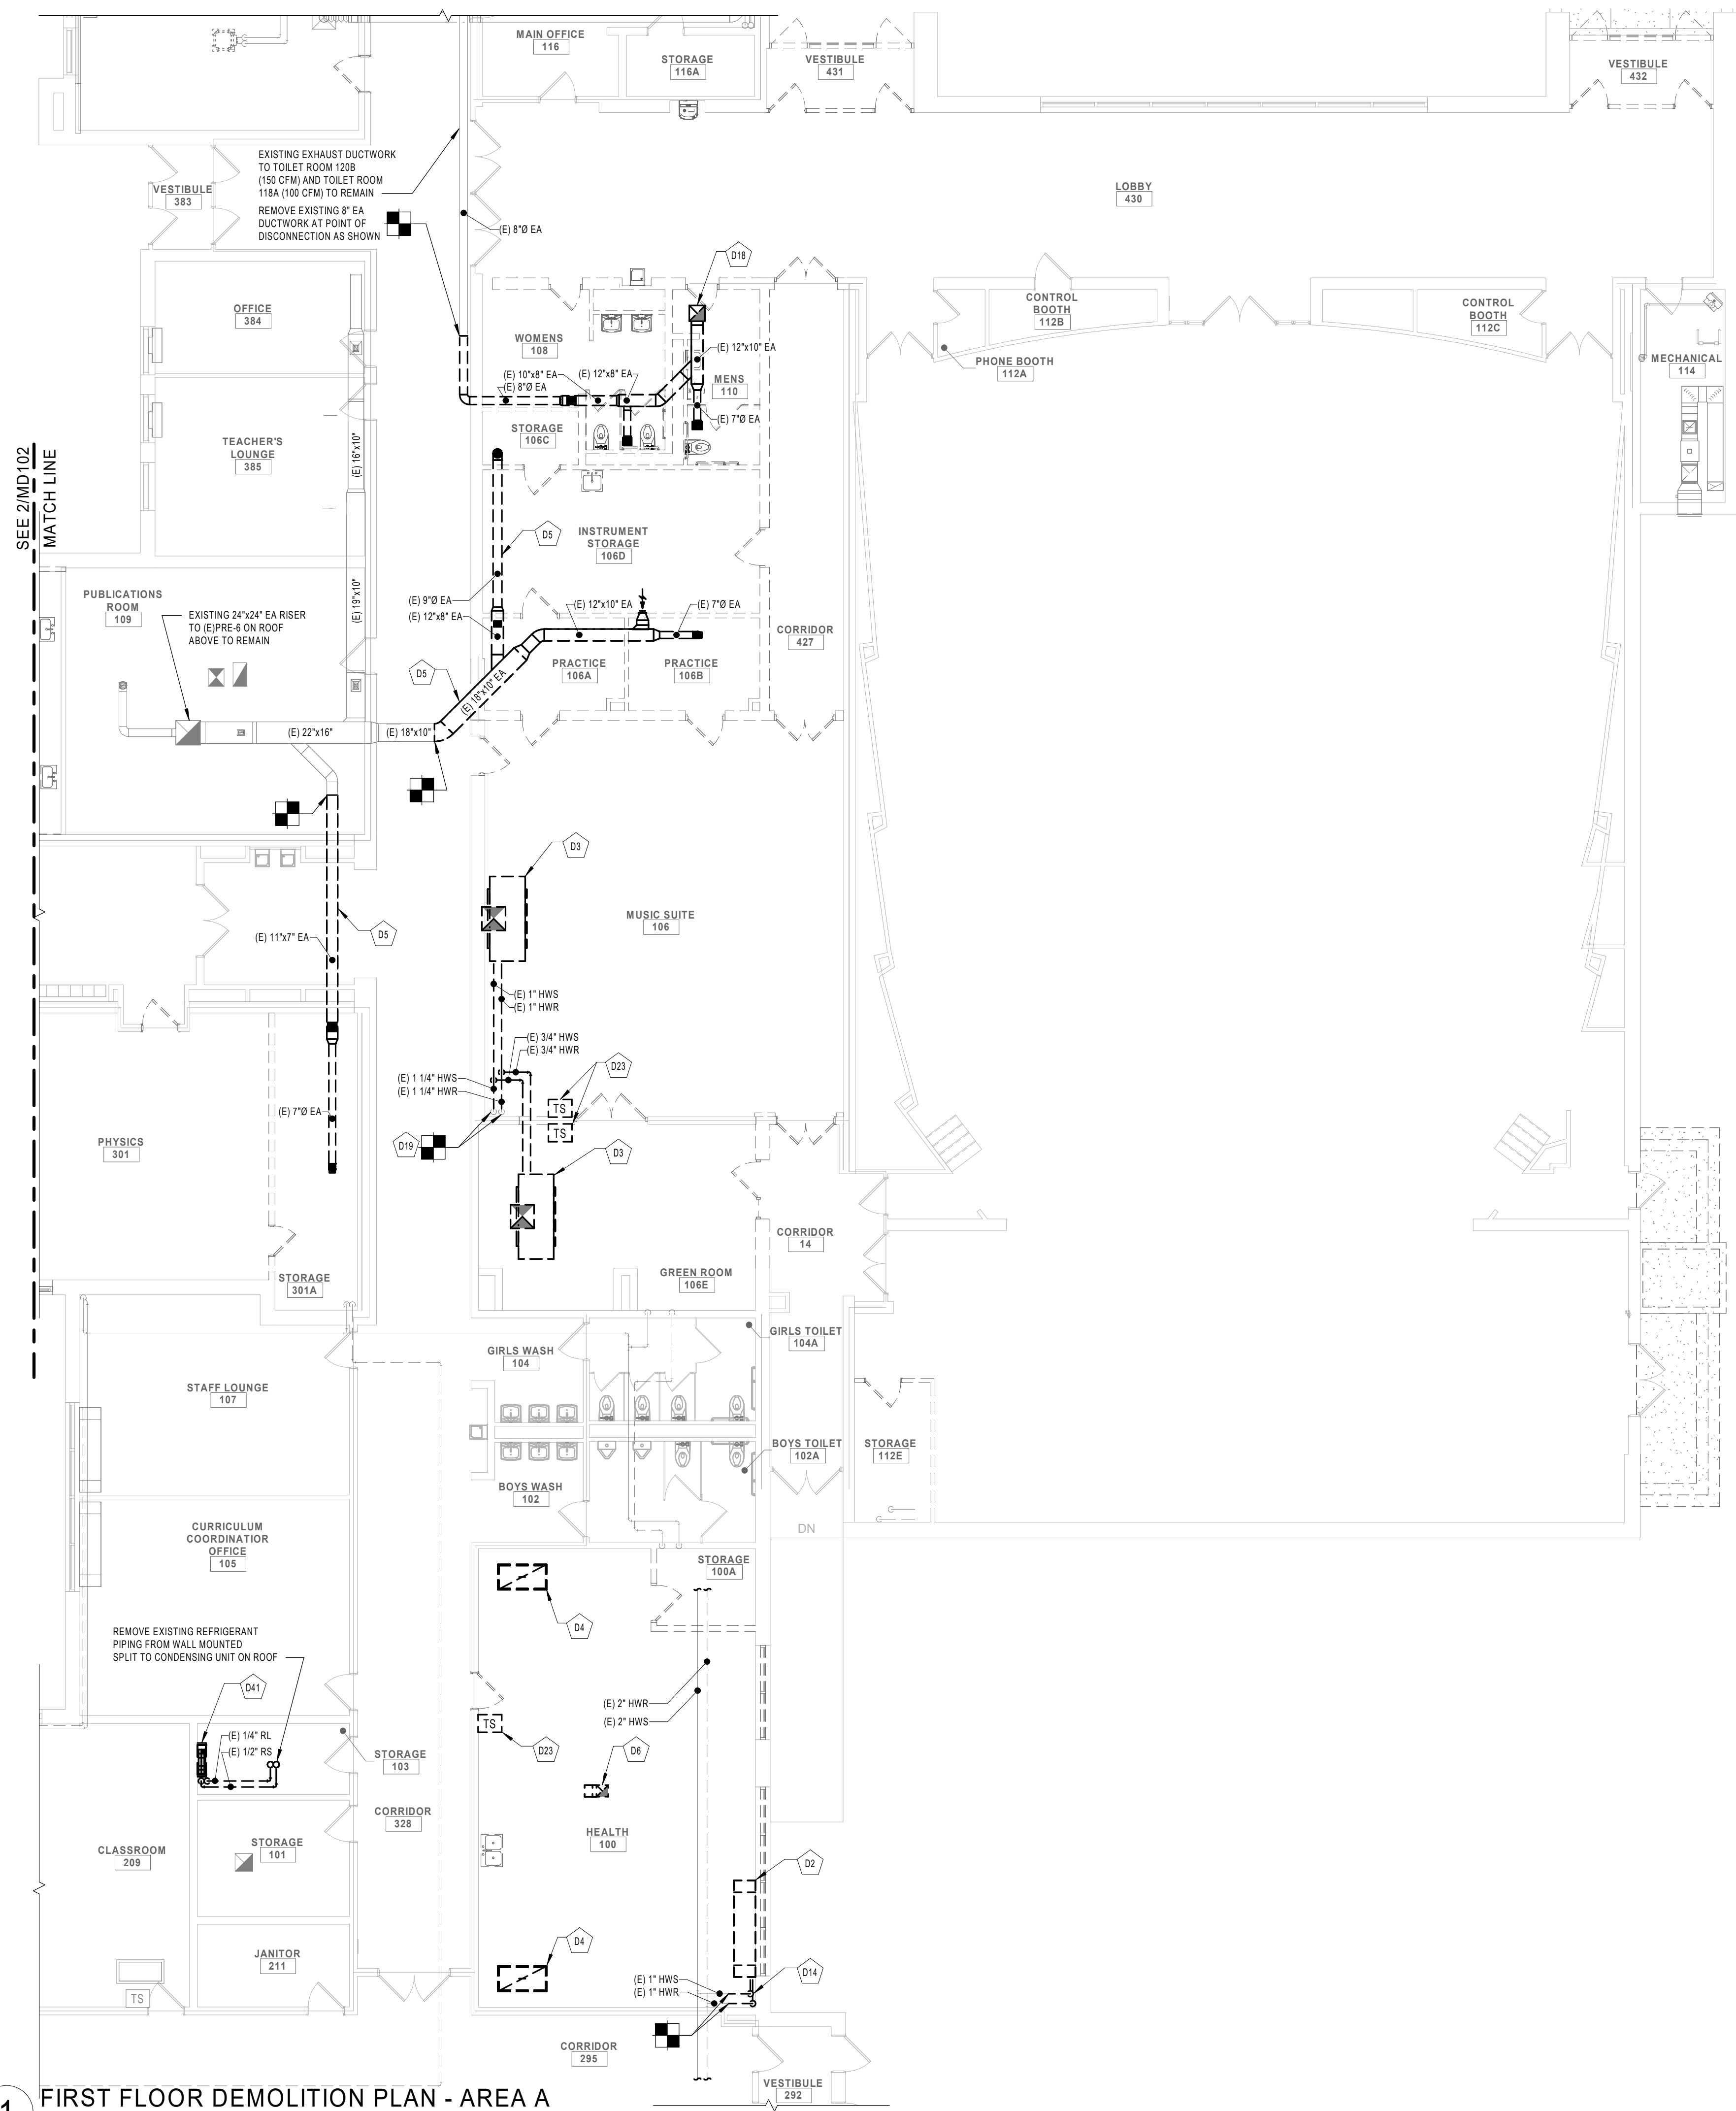 MAIN OFFICE
116
STORAGE
116A
VESTIBULE
431
VESTIBULE
432
EXISTING EXHAUST DUCTWORK
TO TOILET ROOM 120B
(150 CFM) AND TOILET ROOM
118A (100 CFM) TO REMAIN
VESTIBULE
383
REMOVE EXISTING 8" EA
DUCTWORK AT POINT OF
DISCONNECTION AS SHOWN
(E) 8"Ø EA
LOBBY
430
D18
OFFICE
384
WOMENS
108
(E) 12"x10" EA
CONTROL
BOOTH
112B
CONTROL
BOOTH
112C
PHONE BOOTH
112A
MECHANICAL
114
(E) 10"x8" EA
(E) 12"x8" EA
(E) 8"Ø EA
MENS
110
(E) 7"Ø EA
STORAGE
106C
TEACHER'S
LOUNGE
385
(E) 16"x10"
SEE 2/MD102
MATCH LINE
D5
INSTRUMENT
STORAGE
106D
PUBLICATIONS
ROOM
109
EXISTING 24"x24" EA RISER
TO (E)PRE-6 ON ROOF
ABOVE TO REMAIN
(E) 19"x10"
(E) 9"Ø EA
(E) 12"x8" EA
(E) 12"x10" EA
(E) 7"Ø EA
CORRIDOR
427
D5
PRACTICE
106A
PRACTICE
106B
(E) 18"x10" EA
(E) 22"x16"
(E) 18"x10"
D3
MUSIC SUITE
106
D5
(E) 11"x7" EA
(E) 1" HWS
(E) 1" HWR
(E) 3/4" HWS
(E) 3/4" HWR
D23
(E) 1 1/4" HWS
(E) 1 1/4" HWR
TS
TS
(E) 7"Ø EA
D19
D3
PHYSICS
301
CORRIDOR
14
STORAGE
301A
GREEN ROOM
106E
GIRLS TOILET
104A
GIRLS WASH
104
STAFF LOUNGE
107
BOYS TOILET
102A
STORAGE
112E
BOYS WASH
102
CURRICULUM
COORDINATIOR
OFFICE
105
DN
STORAGE
100A
D4
REMOVE EXISTING REFRIGERANT
PIPING FROM WALL MOUNTED
SPLIT TO CONDENSING UNIT ON ROOF
D41
(E) 2" HWR
(E) 2" HWS
TS
D23
D6
(E) 1/4" RL
(E) 1/2" RS
STORAGE
103
CORRIDOR
328
HEALTH
100
CLASSROOM
209
STORAGE
101
D2
D4
JANITOR
211
D14
(E) 1" HWS
(E) 1" HWR
TS
CORRIDOR
295
VESTIBULE
292
1
FIRST FLOOR DEMOLITION PLAN - AREA A